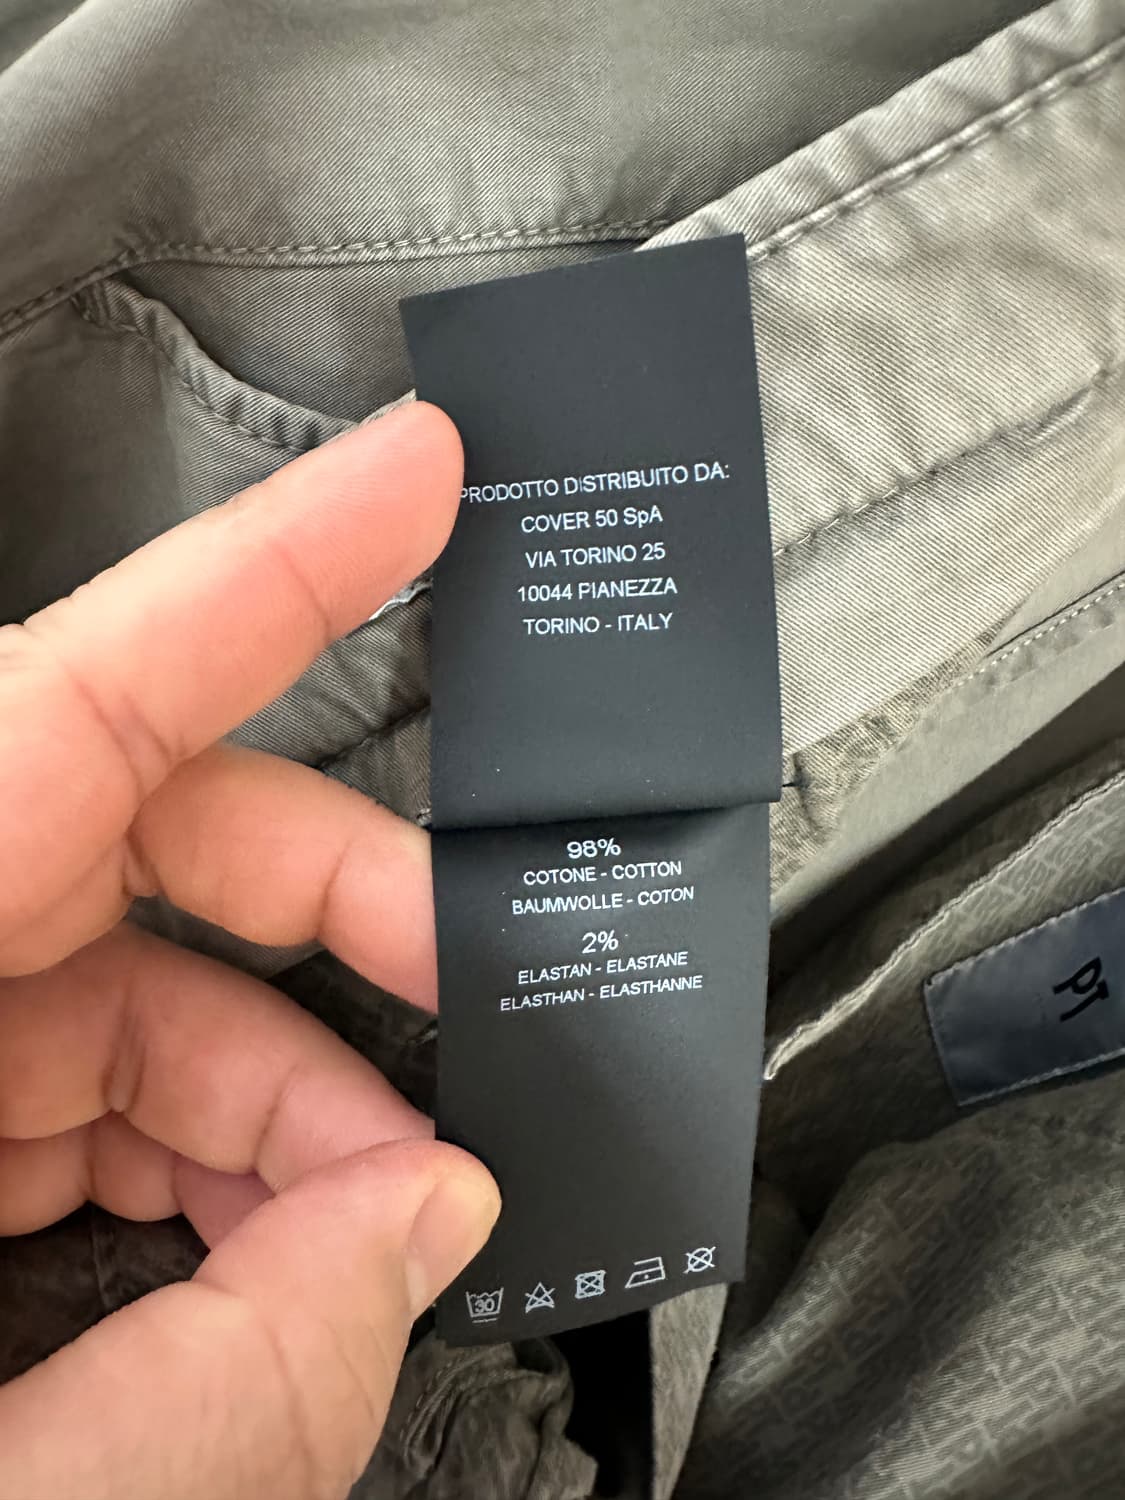 PRODOTTO DISTRIBUITO DA:
COVER 50 SpA
VIA TORINO 25
10044 PIANEZZA
TORINO - ITALY
98%
COTONE - COTTON
BAUMWOLLE - COTON
2%
ELASTAN - ELASTANE
ELASTHAN - ELASTHANNE
30
PT